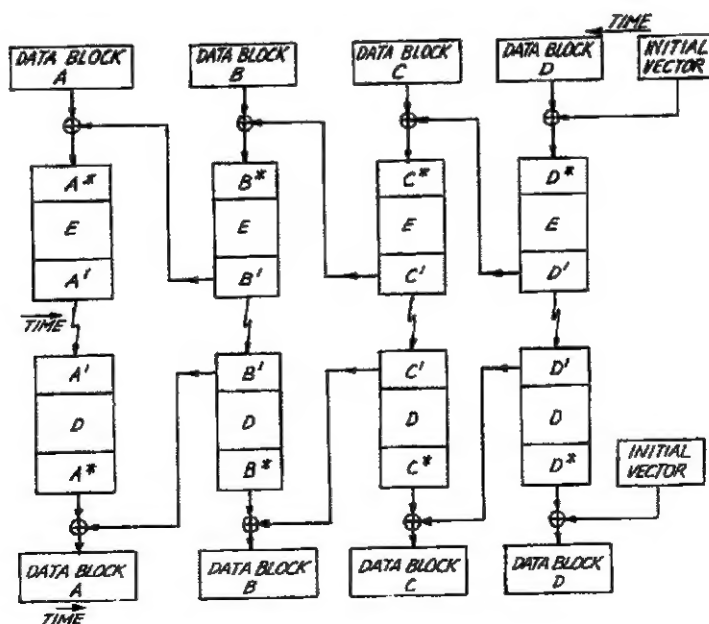 TIME
DATA BLOCK
A
DATA BLOCK
B
DATA BLOCK
C
DATA BLOCK
D
INITIAL
VECTOR
A*
B*
C*
D*
E
E
E
E
A'
B'
C'
D'
TIME
A'
B'
C'
D'
D
D
D
D
A*
B*
C*
D*
INITIAL
VECTOR
DATA BLOCK
A
DATA BLOCK
B
DATA BLOCK
C
DATA BLOCK
D
TIME